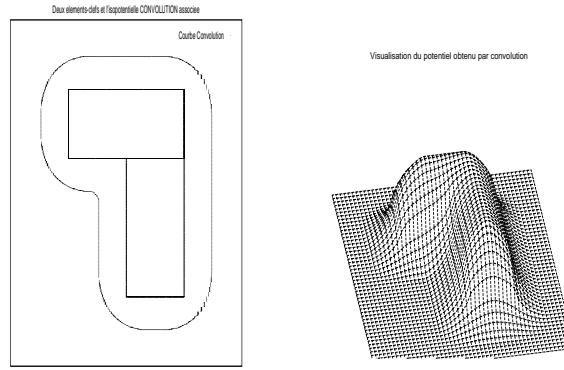 Deux elements-clefs et l'isopotentielle CONVOLUTION associee
Courbe Convolution
Visualisation du potentiel obtenu par convolution